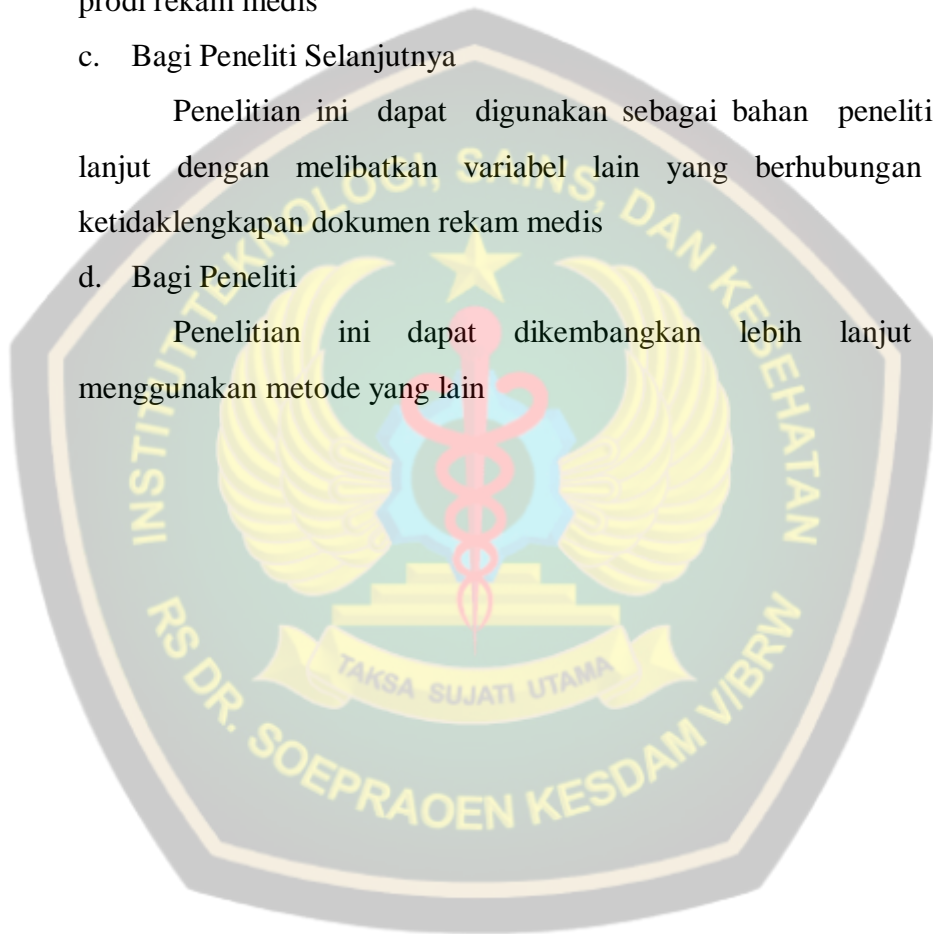 prodi rekam medis
c. Bagi Peneliti Selanjutnya
Penelitian ini dapat digunakan sebagai bahan peneliti
lanjut dengan melibatkan variabel lain yang berhubungan
ketidaklengkapan dokumen rekam medis
d. Bagi Peneliti
Penelitian ini dapat dikembangkan lebih lanjut
menggunakan metode yang lain
INSTITUT TEKNOLOGI, SAINS, DAN KESEHATAN
TAKSA SUJATI UTAMA
RS DR. SOEPRAOEN KESDAM V/BRW